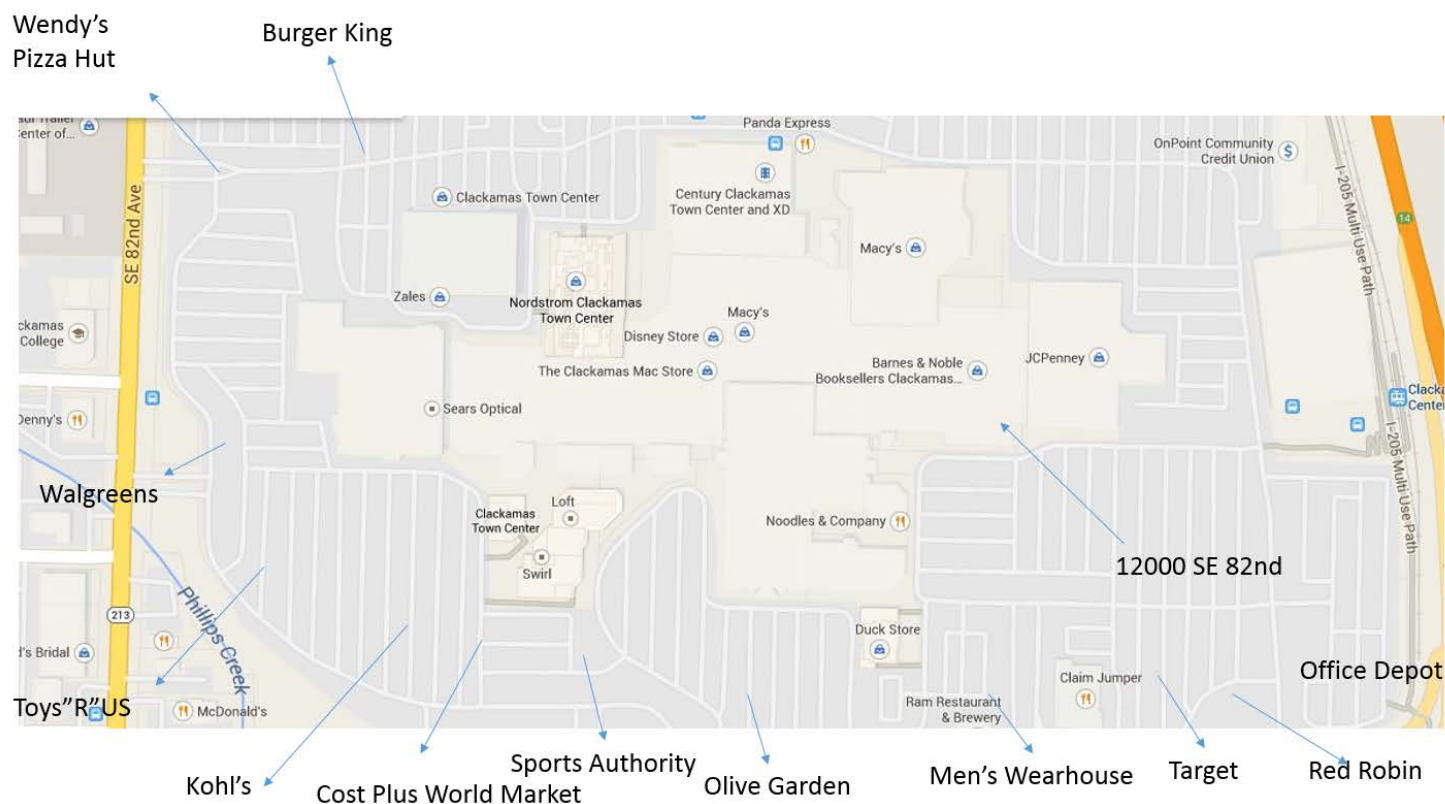 Wendy's
Pizza Hut
Burger King
Center of...
Panda Express
OnPoint Community
Credit Union
SE 82nd Ave
Clackamas Town Center
Century Clackamas
Town Center and XD
I-205 Multi Use Path
14
Macy's
Zales
Nordstrom Clackamas
Town Center
Macy's
Disney Store
ckamas
College
The Clackamas Mac Store
Barnes & Noble
Booksellers Clackamas...
JCPenney
Clacka
Center
Sears Optical
Denny's
I-205 Multi Use Path
Walgreens
Loft
Clackamas
Town Center
Noodles & Company
Swirl
12000 SE 82nd
213
Phillips Creek
Duck Store
d's Bridal
Office Depot
Claim Jumper
Toys"R"US
McDonald's
Ram Restaurant
& Brewery
Kohl's
Cost Plus World Market
Sports Authority
Olive Garden
Men's Wearhouse
Target
Red Robin